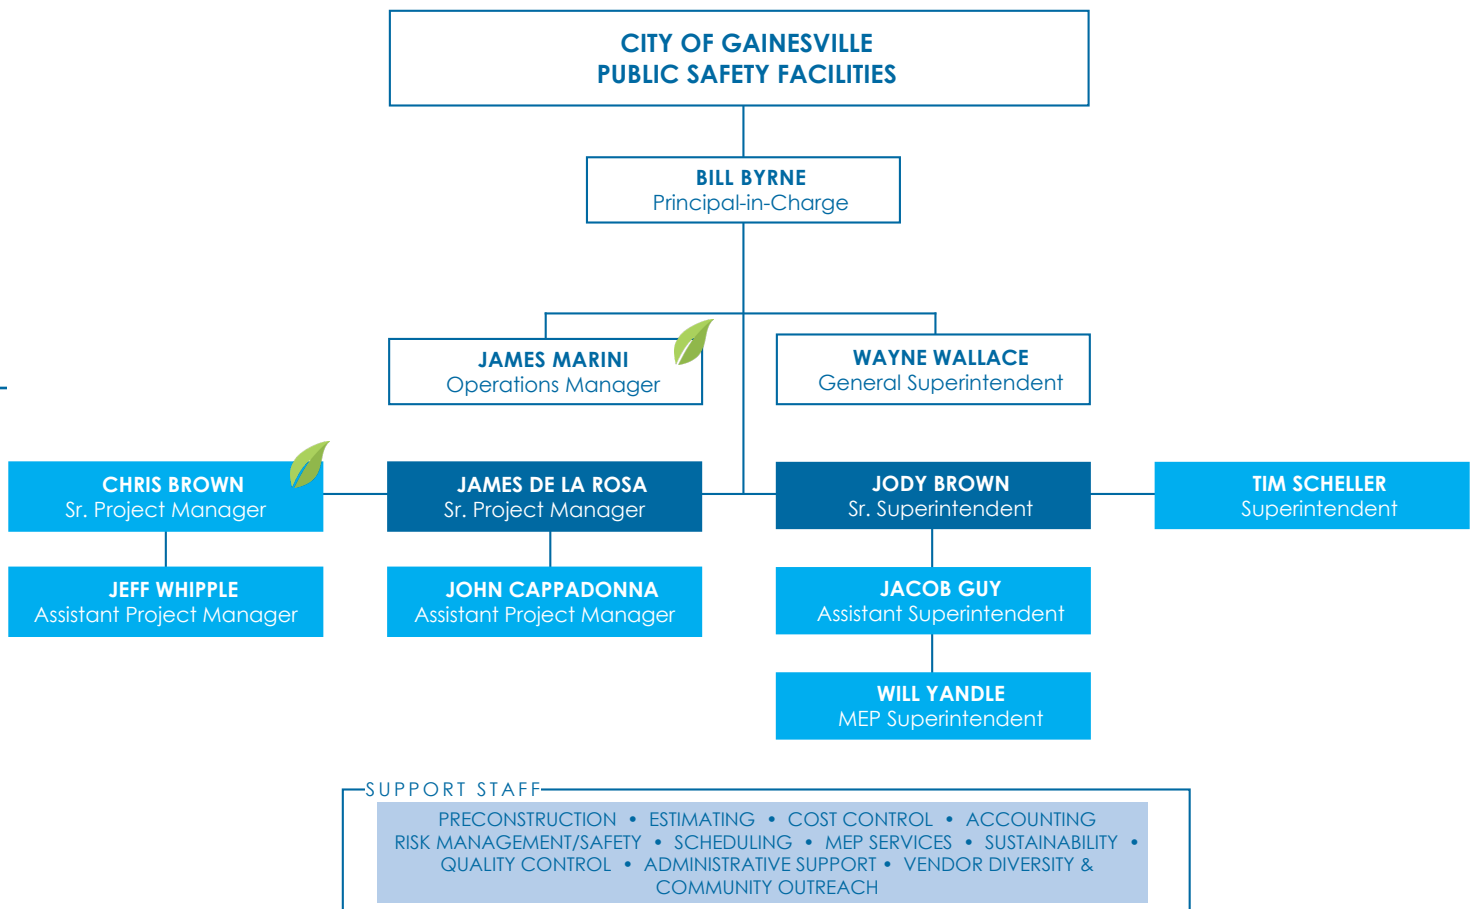 CITY OF GAINESVILLE
PUBLIC SAFETY FACILITIES
BILL BYRNE
Principal-in-Charge
JAMES MARINI
Operations Manager
WAYNE WALLACE
General Superintendent
CHRIS BROWN
Sr. Project Manager
JAMES DE LA ROSA
Sr. Project Manager
JODY BROWN
Sr. Superintendent
TIM SCHELLER
Superintendent
JEFF WHIPPLE
Assistant Project Manager
JOHN CAPPADONNA
Assistant Project Manager
JACOB GUY
Assistant Superintendent
WILL YANDLE
MEP Superintendent
SUPPORT STAFF
PRECONSTRUCTION • ESTIMATING • COST CONTROL • ACCOUNTING
RISK MANAGEMENT/SAFETY • SCHEDULING • MEP SERVICES • SUSTAINABILITY •
QUALITY CONTROL • ADMINISTRATIVE SUPPORT • VENDOR DIVERSITY &
COMMUNITY OUTREACH